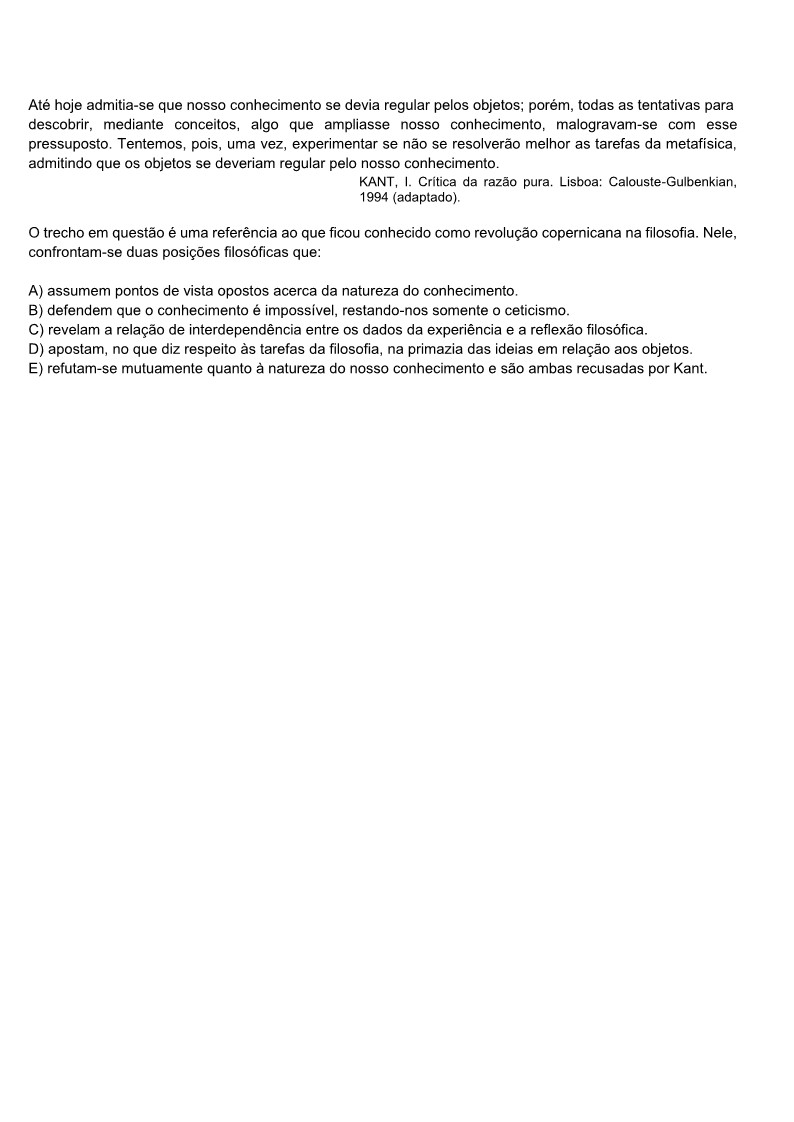 Até hoje admitia-se que nosso conhecimento se devia regular pelos objetos; porém, todas as tentativas para
descobrir, mediante conceitos, algo que ampliasse nosso conhecimento, malogravam-se com esse
pressuposto. Tentemos, pois, uma vez, experimentar se não se resolverão melhor as tarefas da metafísica,
admitindo que os objetos se deveriam regular pelo nosso conhecimento.
KANT, I. Crítica da razão pura. Lisboa: Calouste-Gulbenkian,
1994 (adaptado).
O trecho em questão é uma referência ao que ficou conhecido como revolução copernicana na filosofia. Nele,
confrontam-se duas posições filosóficas que:
A) assumem pontos de vista opostos acerca da natureza do conhecimento.
B) defendem que o conhecimento é impossível, restando-nos somente o ceticismo.
C) revelam a relação de interdependência entre os dados da experiência e a reflexão filosófica.
D) apostam, no que diz respeito às tarefas da filosofia, na primazia das ideias em relação aos objetos.
E) refutam-se mutuamente quanto à natureza do nosso conhecimento e são ambas recusadas por Kant.